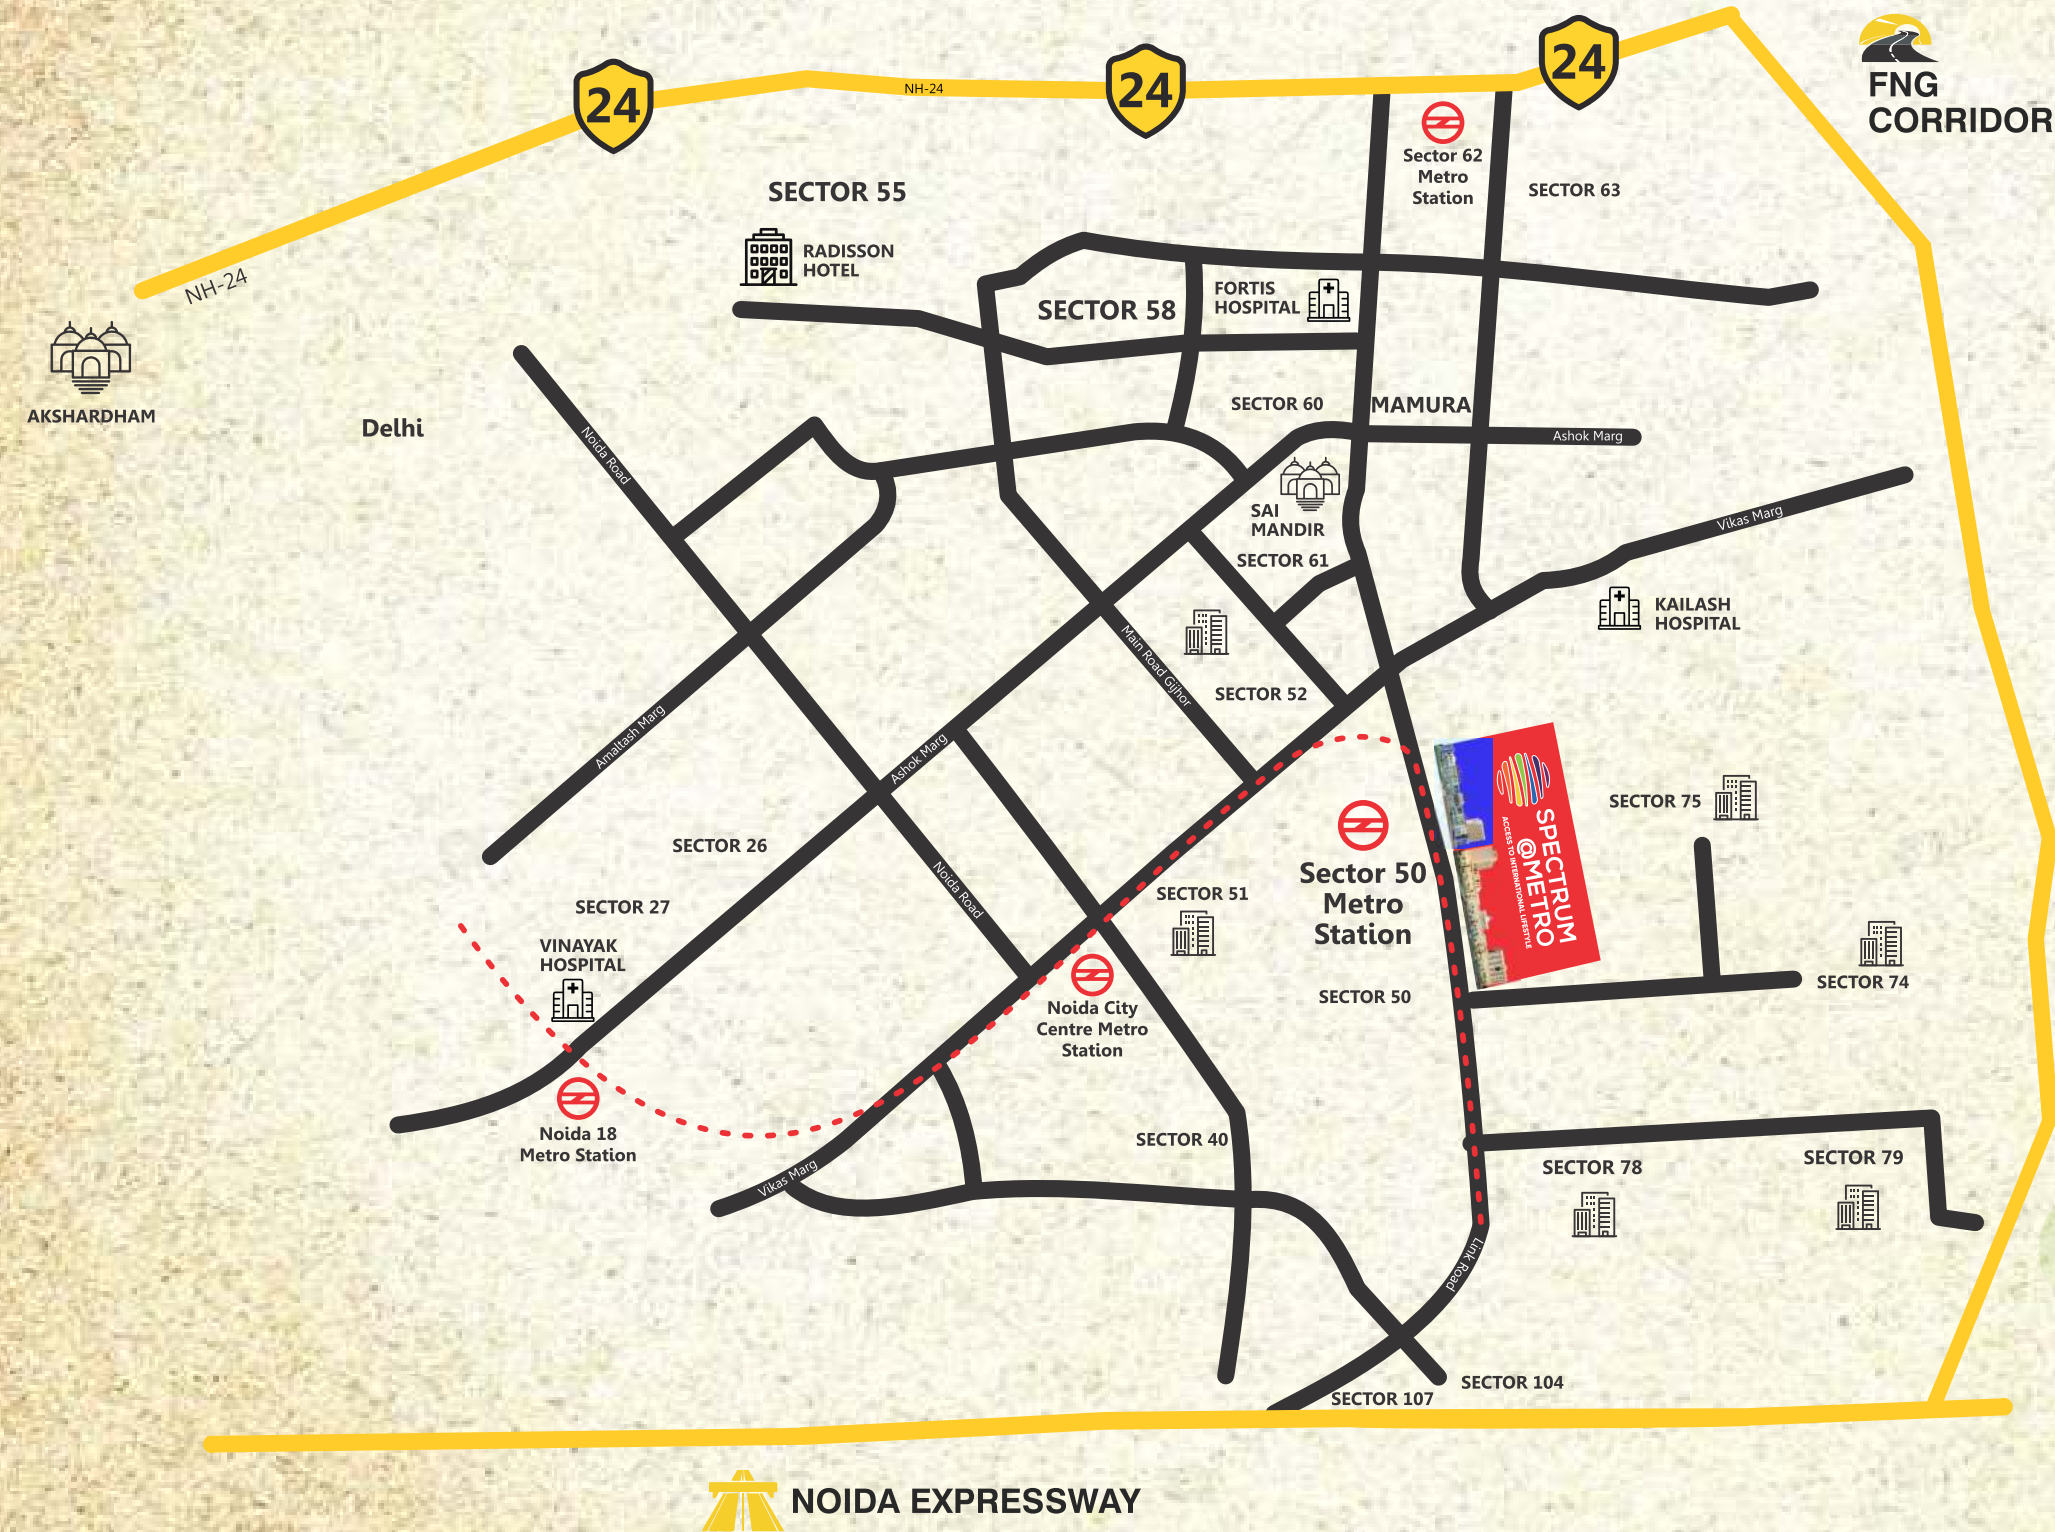 24
24
24
NH-24
NH-24
FNG
CORRIDOR
Sector 62
Metro
Station
SECTOR 63
SECTOR 55
RADISSON
HOTEL
SECTOR 58
FORTIS
HOSPITAL
AKSHARDHAM
Delhi
Noida Road
SECTOR 60
MAMURA
Ashok Marg
SAI
MANDIR
SECTOR 61
Vikas Marg
KAILASH
HOSPITAL
Main Road Gijhor
SECTOR 52
Amaltash Marg
Ashok Marg
SECTOR 26
SECTOR 27
VINAYAK
HOSPITAL
Noida Road
SECTOR 51
Sector 50
Metro
Station
SPECTRUM
@METRO
ACCESS TO INTERNATIONAL LIFESTYLE
SECTOR 75
SECTOR 74
SECTOR 50
Noida City
Centre Metro
Station
Noida 18
Metro Station
SECTOR 40
Vikas Marg
SECTOR 78
SECTOR 79
Link Road
SECTOR 104
SECTOR 107
NOIDA EXPRESSWAY